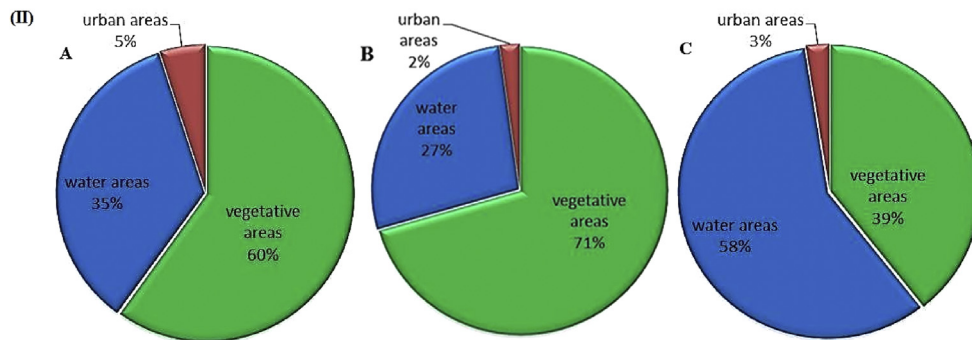 (II)
A
urban areas
5%
water areas
35%
vegetative
areas
60%
B
urban
areas
2%
water
areas
27%
vegetative
areas
71%
C
urban areas
3%
water areas
58%
vegetative
areas
39%